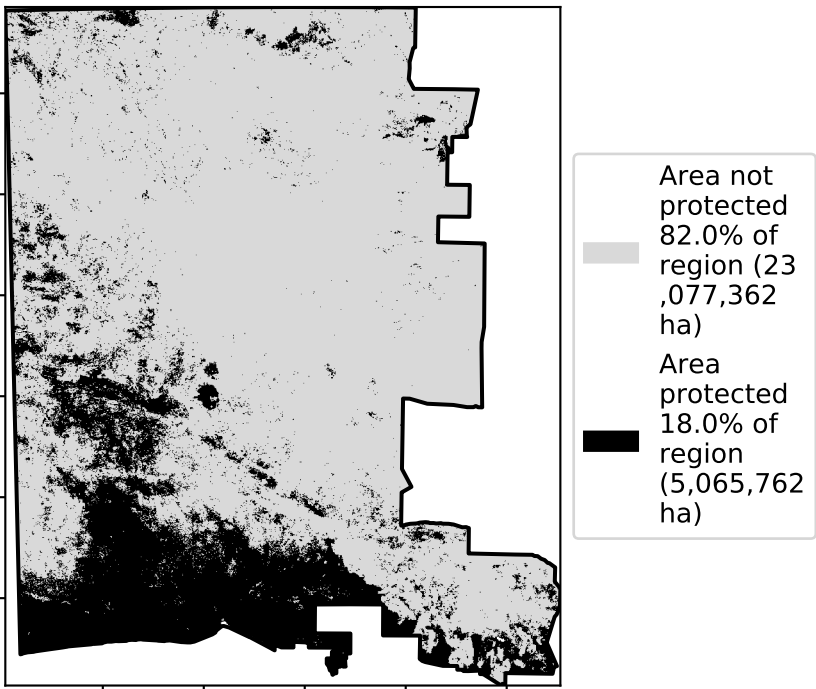 Area not
protected
82.0% of
region (23
,077,362
ha)
Area
protected
18.0% of
region
(5,065,762
ha)